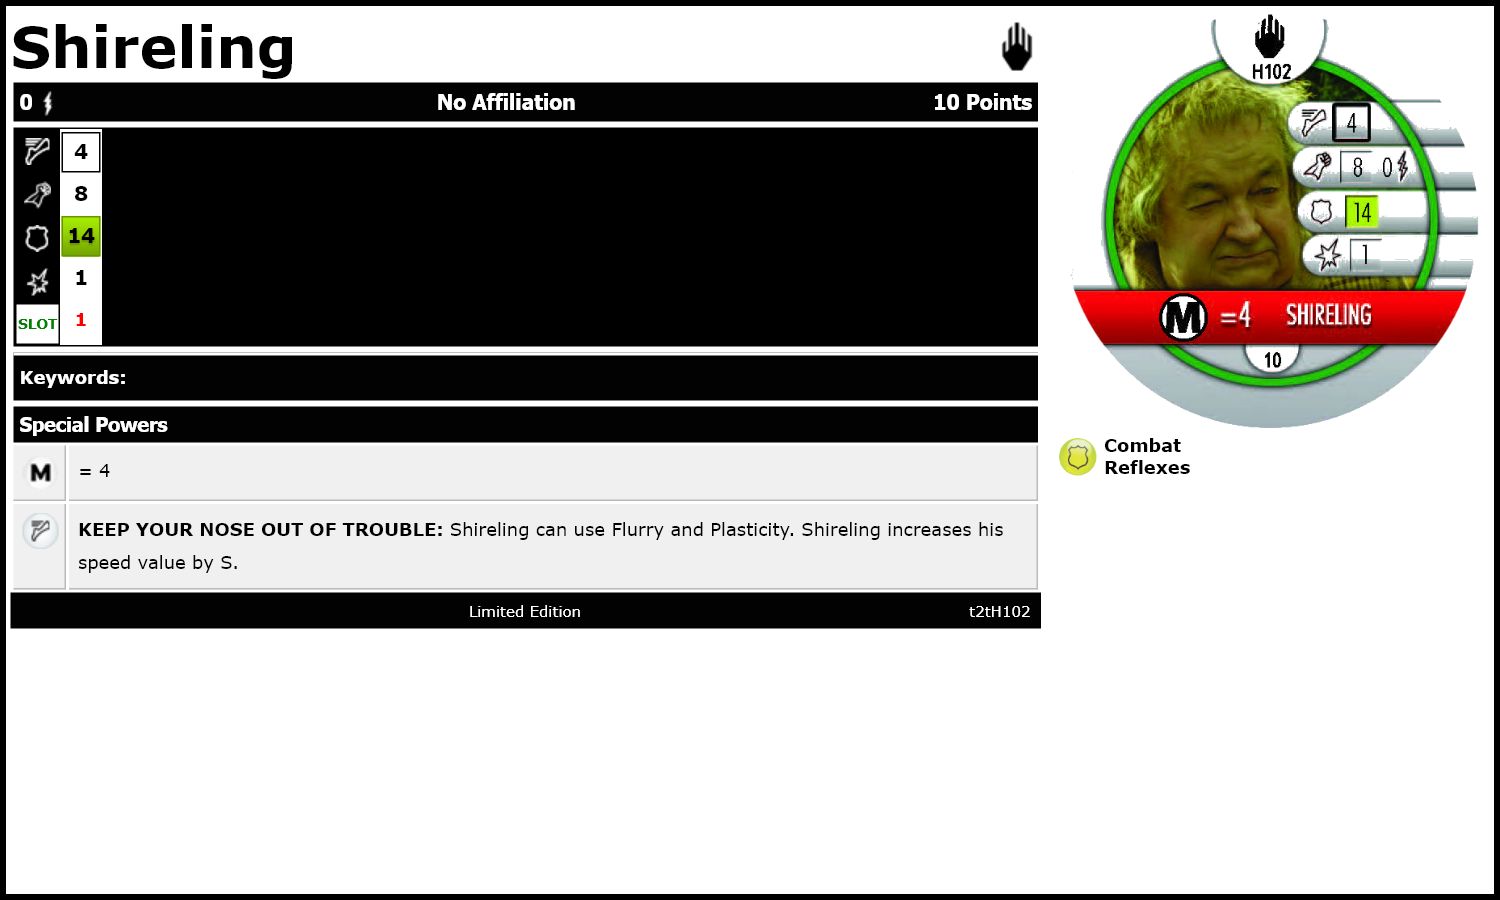 Shireling
0 No Affiliation 10 Points
4
8
14
1
SLOT 1
Keywords:
Special Powers
M = 4
KEEP YOUR NOSE OUT OF TROUBLE: Shireling can use Flurry and Plasticity. Shireling increases his
speed value by S.
Limited Edition t2tH102
H102
4
8 0
14
1
M =4 SHIRELING
10
Combat
Reflexes